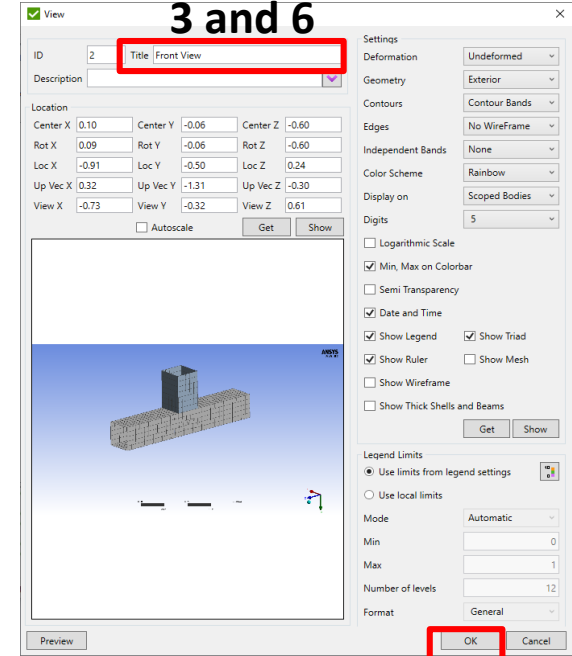 View
3 and 6
ID 2 Title Front View
Description
Location
Center X 0.10 Center Y -0.06 Center Z -0.60
Rot X 0.09 Rot Y -0.06 Rot Z -0.60
Loc X -0.91 Loc Y -0.50 Loc Z 0.24
Up Vec X 0.32 Up Vec Y -1.31 Up Vec Z -0.30
View X -0.73 View Y -0.32 View Z 0.61
Autoscale Get Show
ANSYS
Preview
Settings
Deformation Undeformed
Geometry Exterior
Contours Contour Bands
Edges No WireFrame
Independent Bands None
Color Scheme Rainbow
Display on Scoped Bodies
Digits 5
Logarithmic Scale
Min, Max on Colorbar
Semi Transparency
Date and Time
Show Legend Show Triad
Show Ruler Show Mesh
Show Wireframe
Show Thick Shells and Beams
Get Show
Legend Limits
Use limits from legend settings
Use local limits
Mode Automatic
Min 0
Max 1
Number of levels 12
Format General
OK Cancel